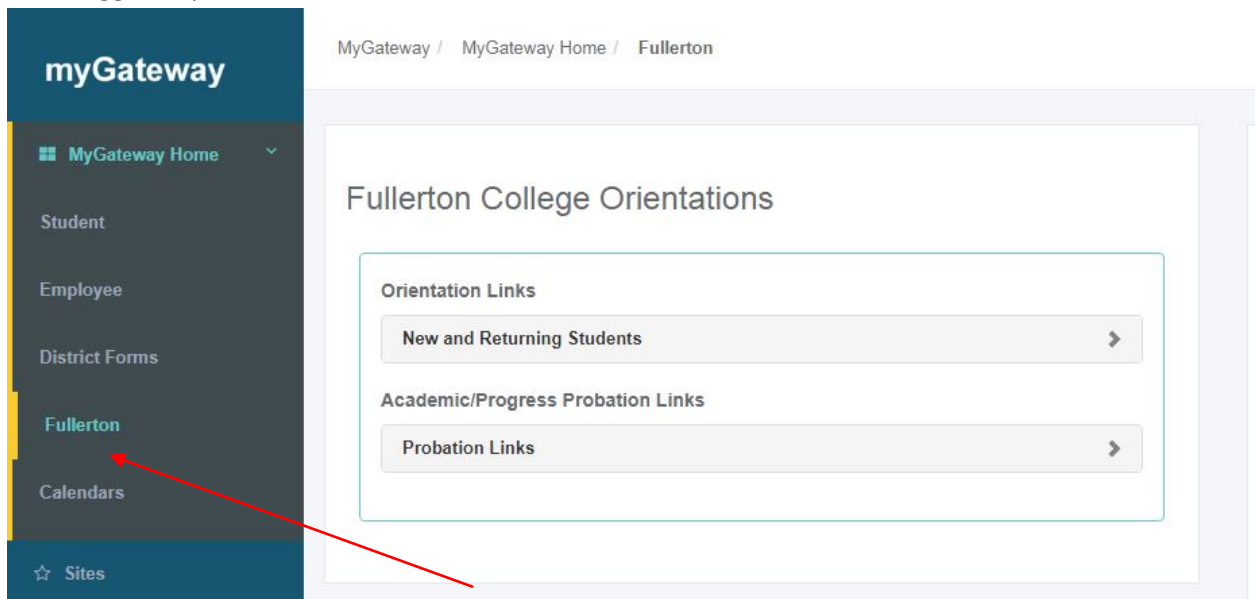 myGateway
MyGateway / MyGateway Home / Fullerton
MyGateway Home
Student
Employee
District Forms
Fullerton
Calendars
Sites
Fullerton College Orientations
Orientation Links
New and Returning Students
Academic/Progress Probation Links
Probation Links